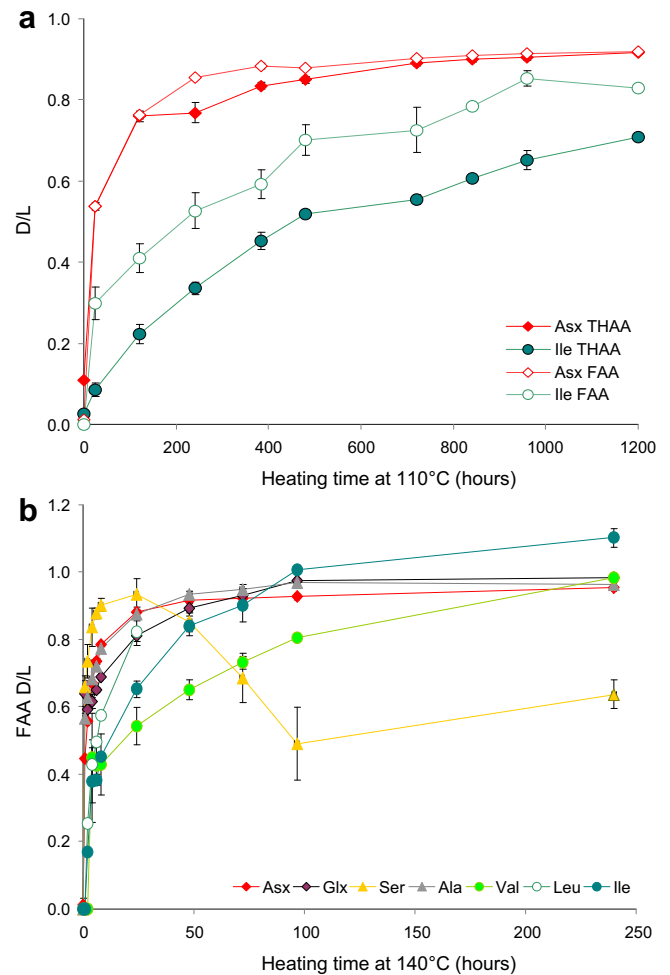 a
1.0
0.8
0.6
0.4
0.2
0.0
D/L
Asx THAA
Ile THAA
Asx FAA
Ile FAA
0 200 400 600 800 1000 1200
Heating time at 110°C (hours)
b
1.2
1.0
0.8
0.6
0.4
0.2
0.0
FAA D/L
Asx Glx Ser Ala Val Leu Ile
0 50 100 150 200 250
Heating time at 140°C (hours)